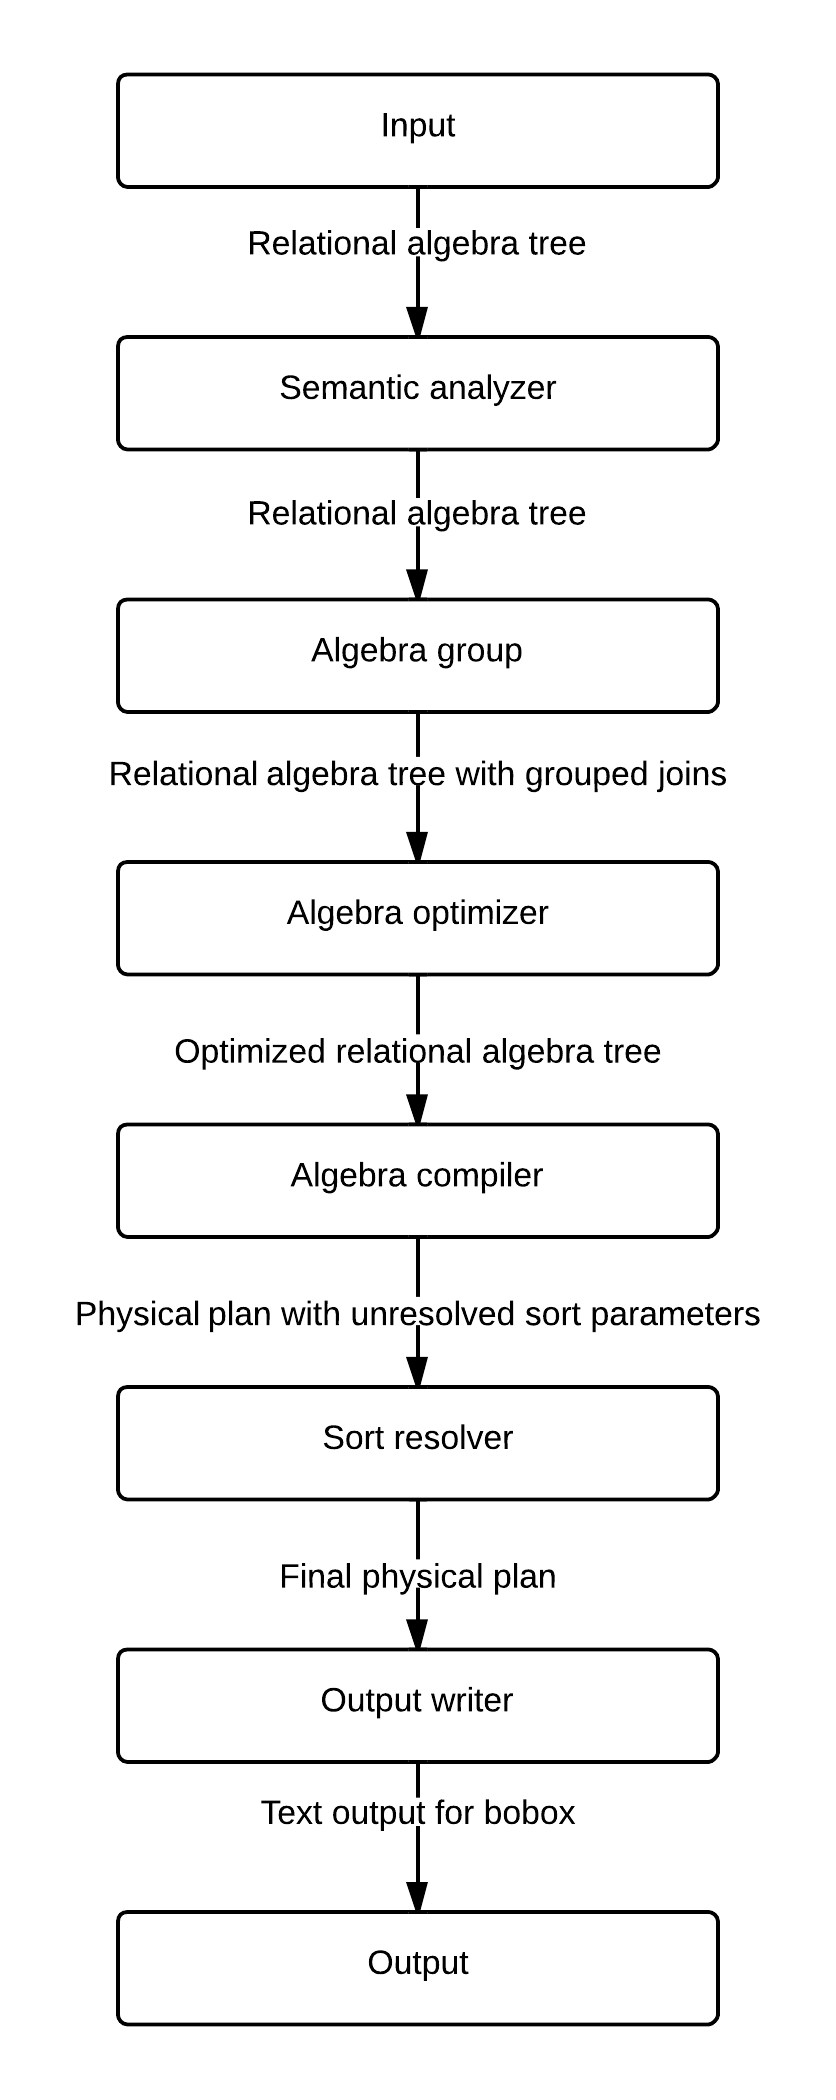 Input
Relational algebra tree
Semantic analyzer
Relational algebra tree
Algebra group
Relational algebra tree with grouped joins
Algebra optimizer
Optimized relational algebra tree
Algebra compiler
Physical plan with unresolved sort parameters
Sort resolver
Final physical plan
Output writer
Text output for bobox
Output